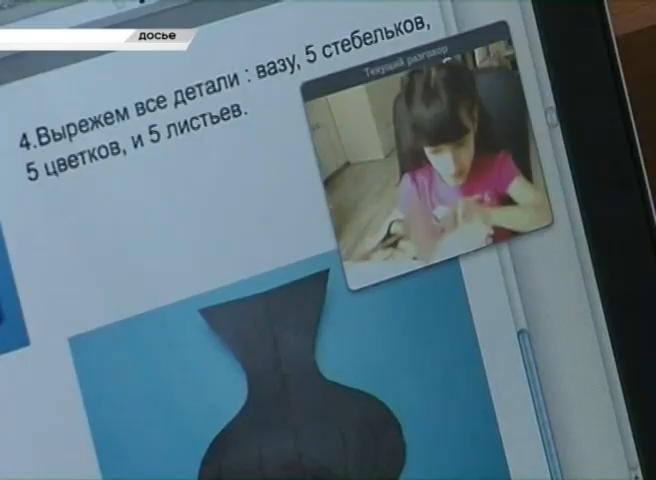 досье
4.Вырежем все детали : вазу, 5 стебельков,
5 цветков, и 5 листьев.
Текущий разговор